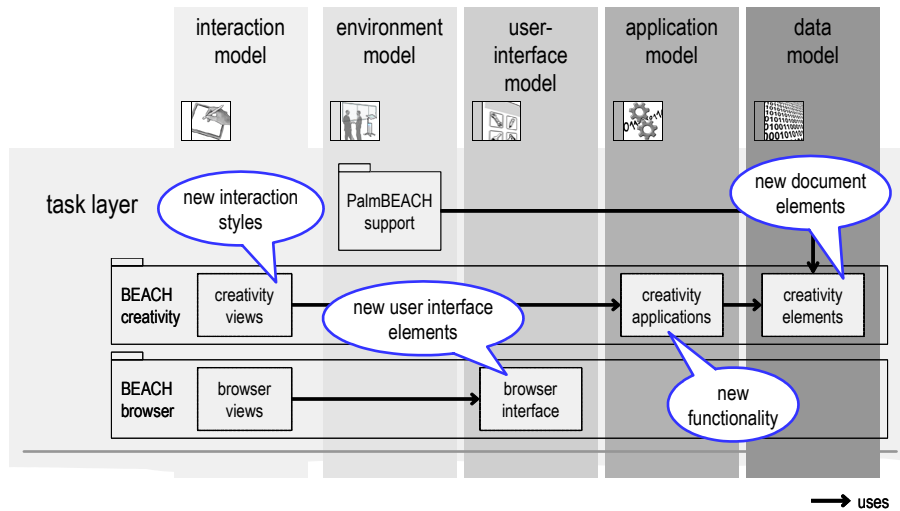 interaction
model
environment
model
user-
interface
model
application
model
data
model
task layer
new interaction
styles
PalmBEACH
support
new document
elements
BEACH
creativity
creativity
views
new user interface
elements
creativity
applications
creativity
elements
BEACH
browser
browser
views
browser
interface
new
functionality
uses